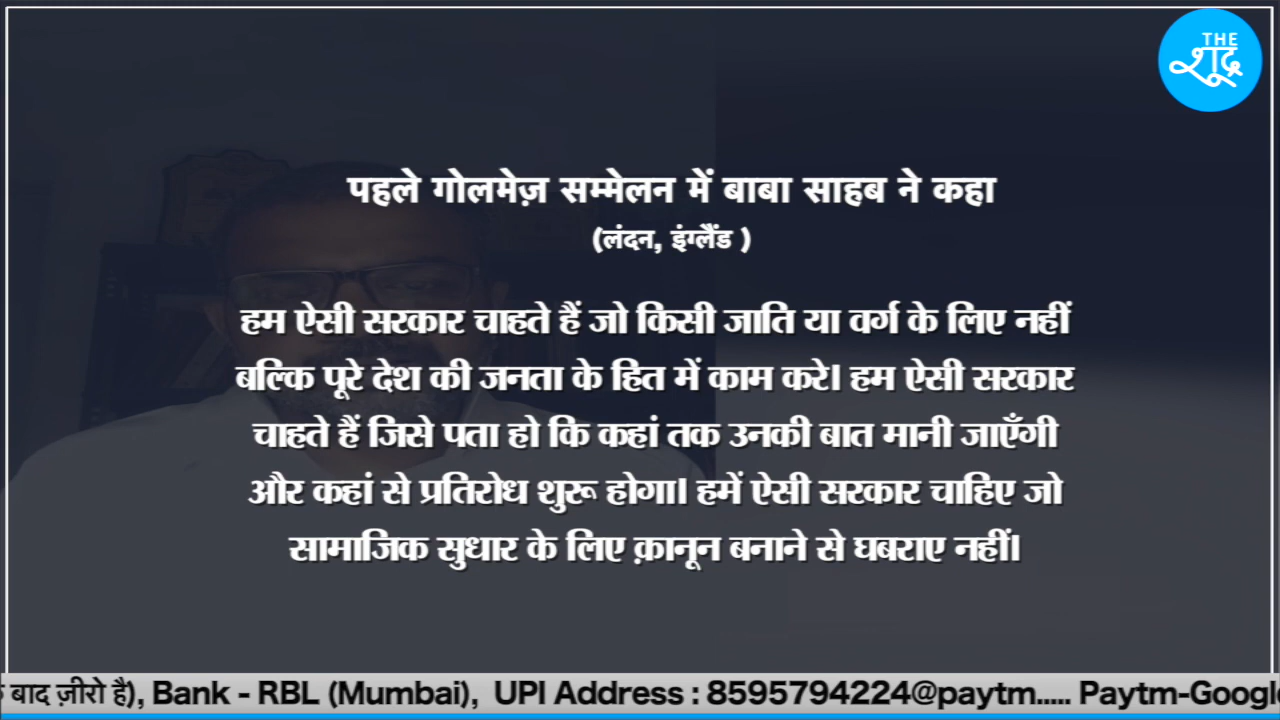 THE
शूद्र
पहले गोलमेज़ सम्मेलन में बाबा साहब ने कहा
(लंदन, इंग्लैंड )
हम ऐसी सरकार चाहते हैं जो किसी जाति या वर्ग के लिए नहीं
बल्कि पूरे देश की जनता के हित में काम करे। हम ऐसी सरकार
चाहते हैं जिसे पता हो कि कहां तक उनकी बात मानी जाएँगी
और कहां से प्रतिरोध शुरू होगा। हमें ऐसी सरकार चाहिए जो
सामाजिक सुधार के लिए क़ानून बनाने से घबराए नहीं।
बाद ज़ीरो है), Bank - RBL (Mumbai), UPI Address : 8595794224@paytm..... Paytm-Google